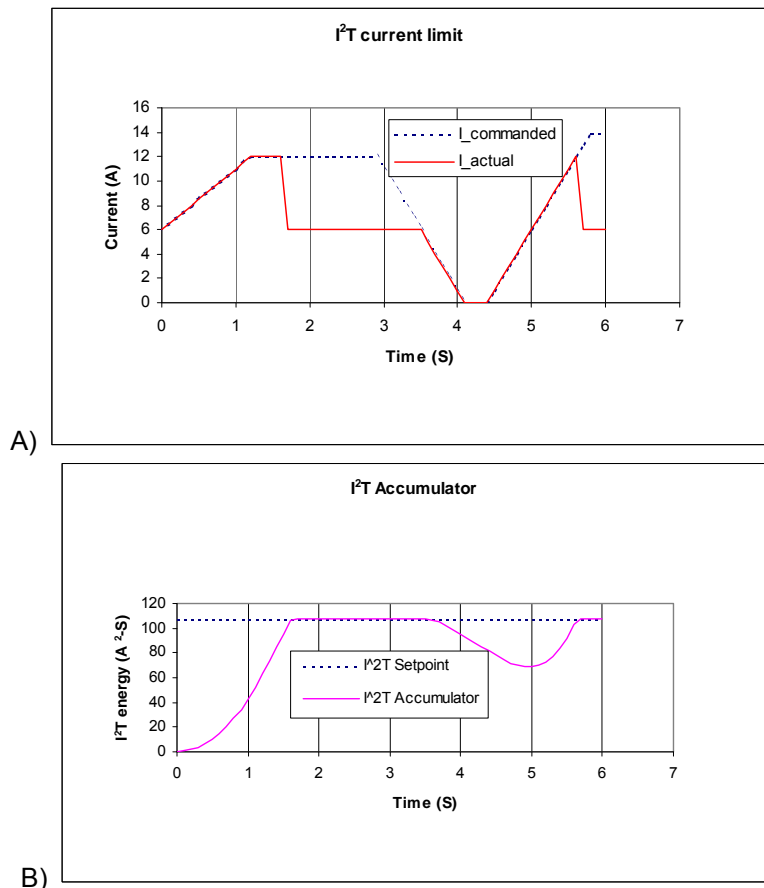 I²T current limit
16
14
12
10
8
6
4
2
0
Current (A)
I_commanded
I_actual
0 1 2 3 4 5 6 7
Time (S)
A)
I²T Accumulator
120
100
80
60
40
20
0
I²T energy (A ²-S)
I^2T Setpoint
I^2T Accumulator
0 1 2 3 4 5 6 7
Time (S)
B)